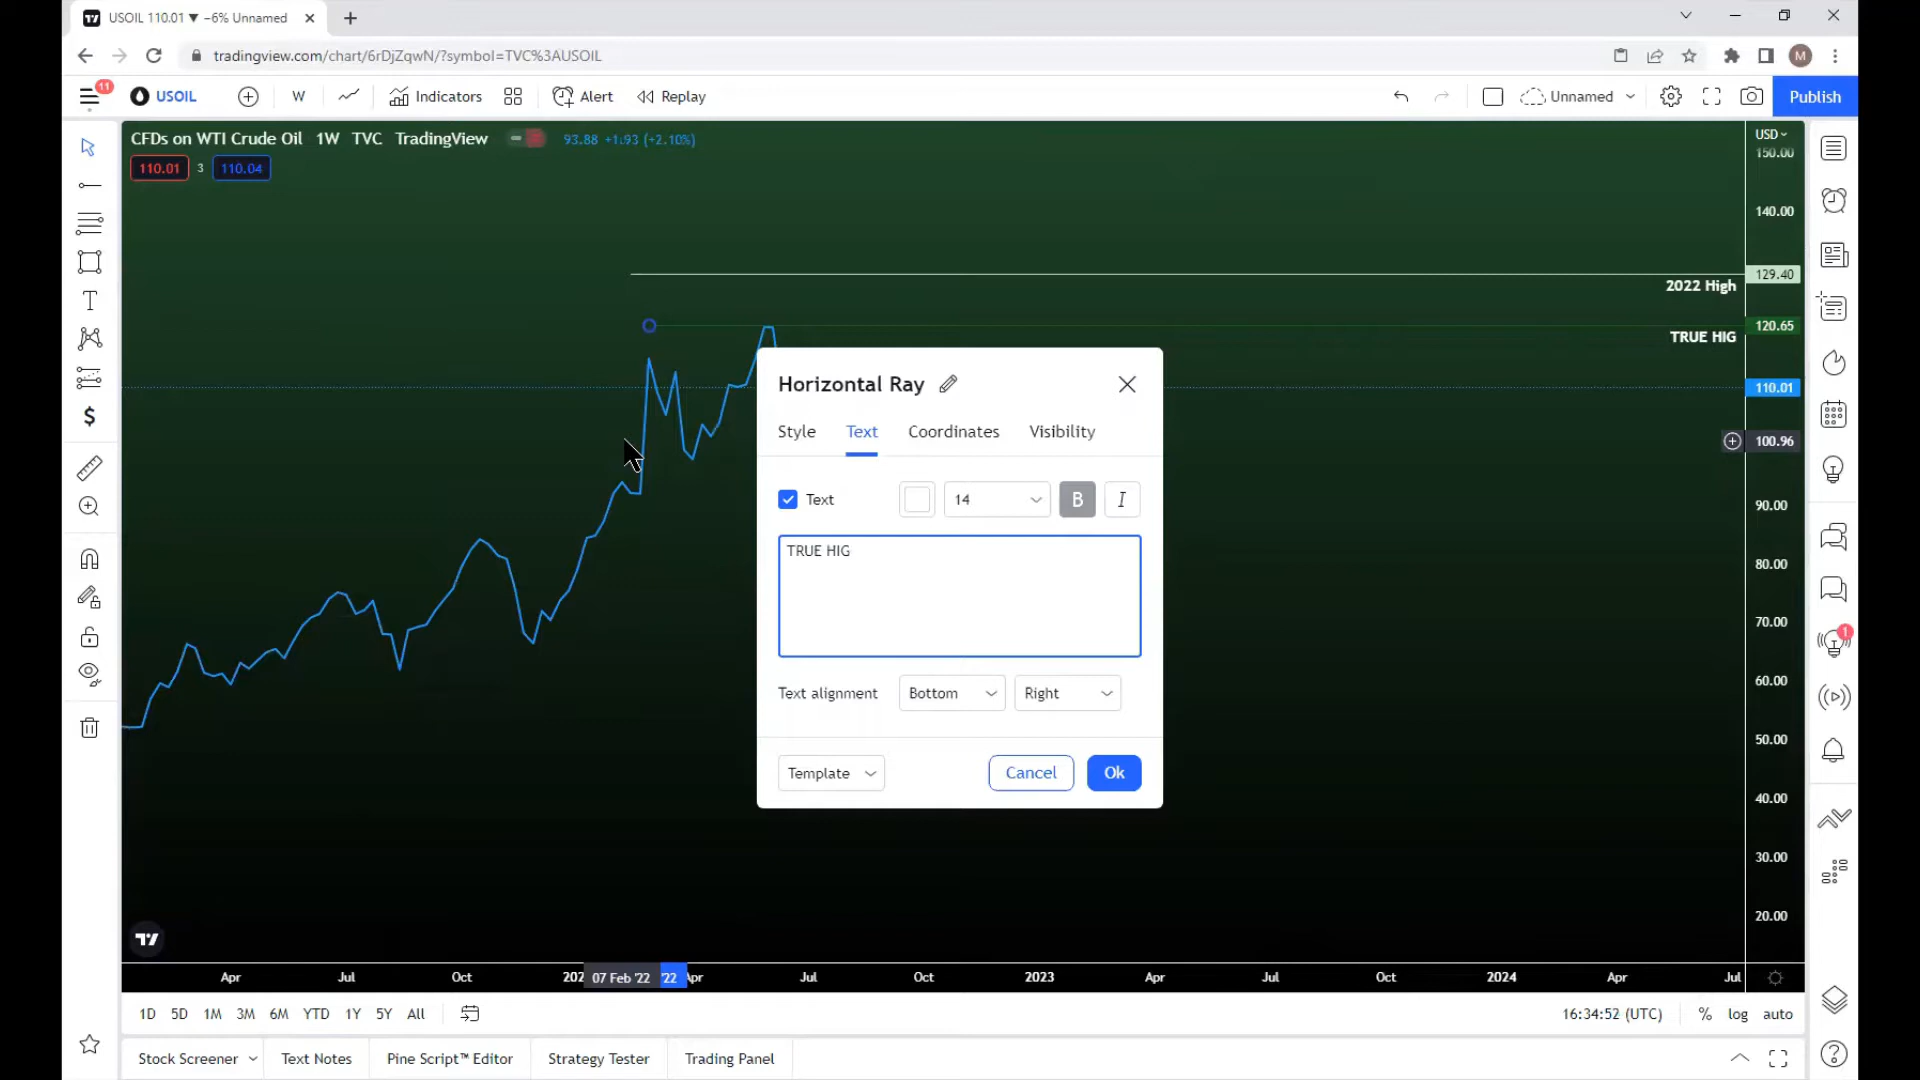 USOIL 110.01 ▼ −6% Unnamed
tradingview.com/chart/6rDjZqwN/?symbol=TVC%3AUSOIL
M
11
USOIL
W
Indicators
Alert
Replay
Unnamed
Publish
CFDs on WTI Crude Oil 1W TVC TradingView
93.88 +1.93 (+2.10%)
110.01 3 110.04
USD
150.00
140.00
129.40
2022 High
120.65
TRUE HIG
110.01
100.96
90.00
80.00
70.00
60.00
50.00
40.00
30.00
20.00
Horizontal Ray
Style Text Coordinates Visibility
Text 14 B I
TRUE HIG
Text alignment Bottom Right
Template Cancel Ok
T
$
1
Apr Jul Oct 202 07 Feb '22 '22 Apr Jul Oct 2023 Apr Jul Oct 2024 Apr Jul
1D 5D 1M 3M 6M YTD 1Y 5Y All
16:34:52 (UTC) % log auto
Stock Screener Text Notes Pine Script™ Editor Strategy Tester Trading Panel